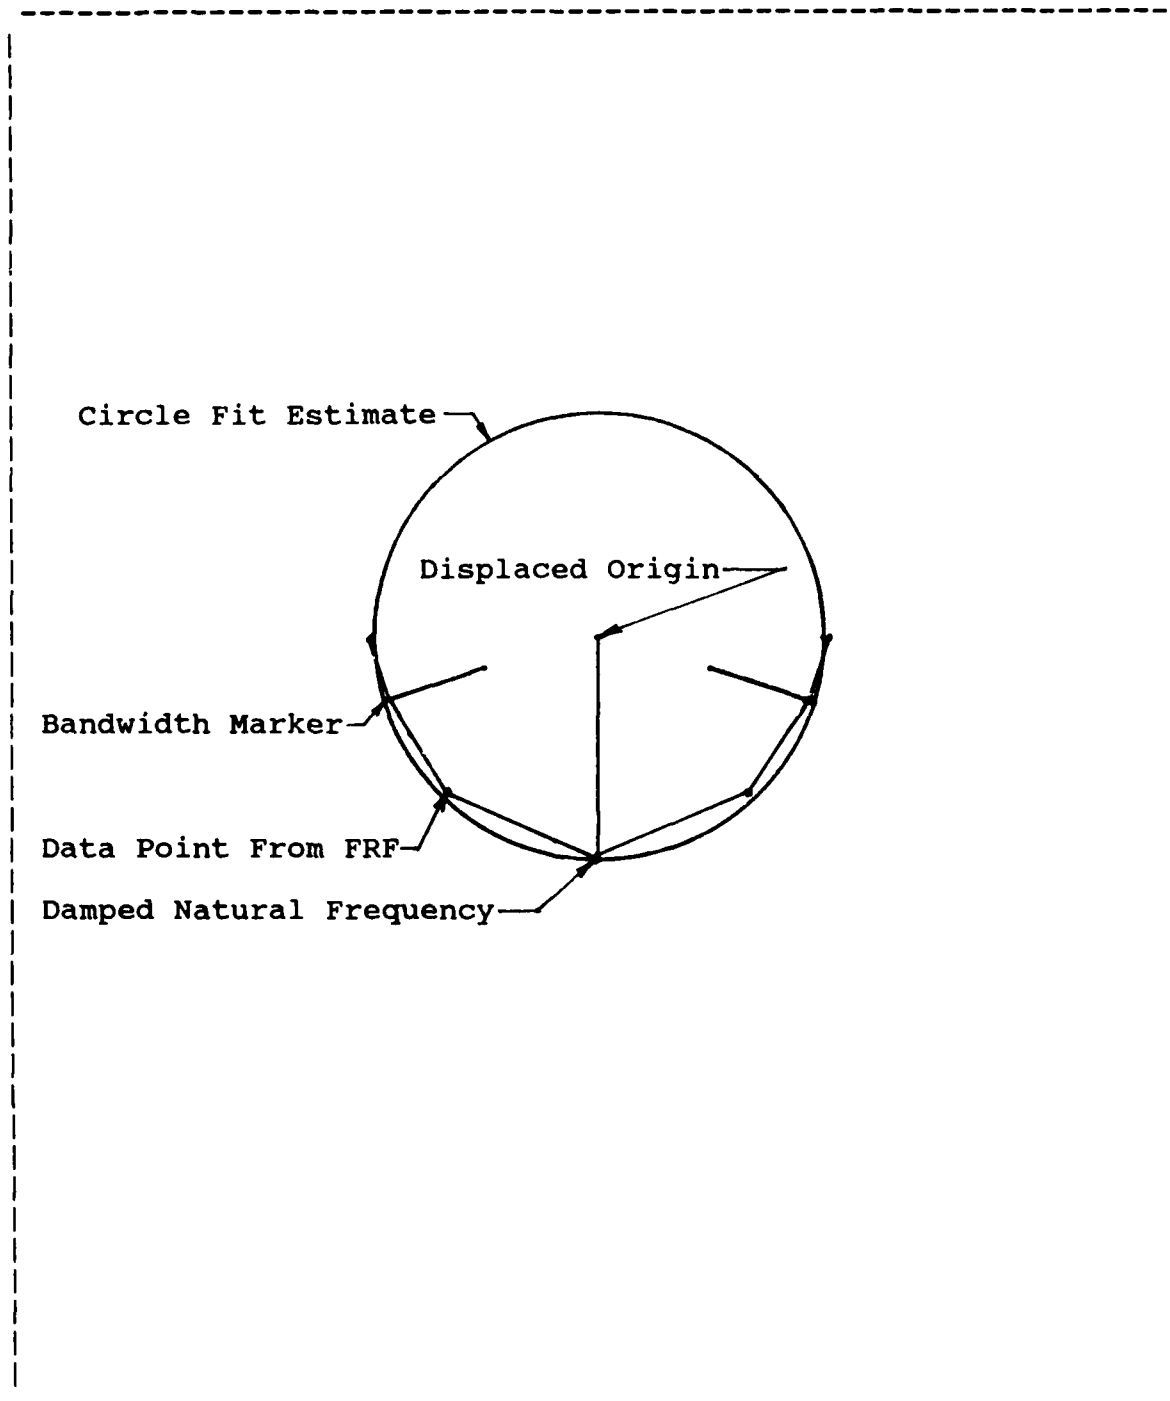 Circle Fit Estimate
Displaced Origin
Bandwidth Marker
Data Point From FRF
Damped Natural Frequency